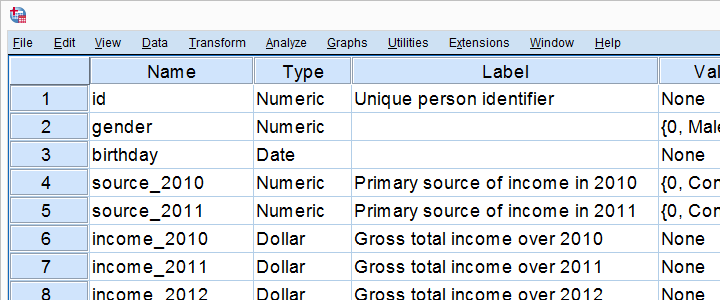 File Edit View Data Transform Analyze Graphs Utilities Extensions Window Help
Name Type Label
1 id Numeric Unique person identifier None
2 gender Numeric {0,
3 birthday Date None
4 source_2010 Numeric Primary source of income in 2010 {0,
5 source_2011 Numeric Primary source of income in 2011 {0,
6 income_2010 Dollar Gross total income over 2010 None
7 income_2011 Dollar Gross total income over 2011 None
8 income_2012 Dollar Gross total income over 2012 None